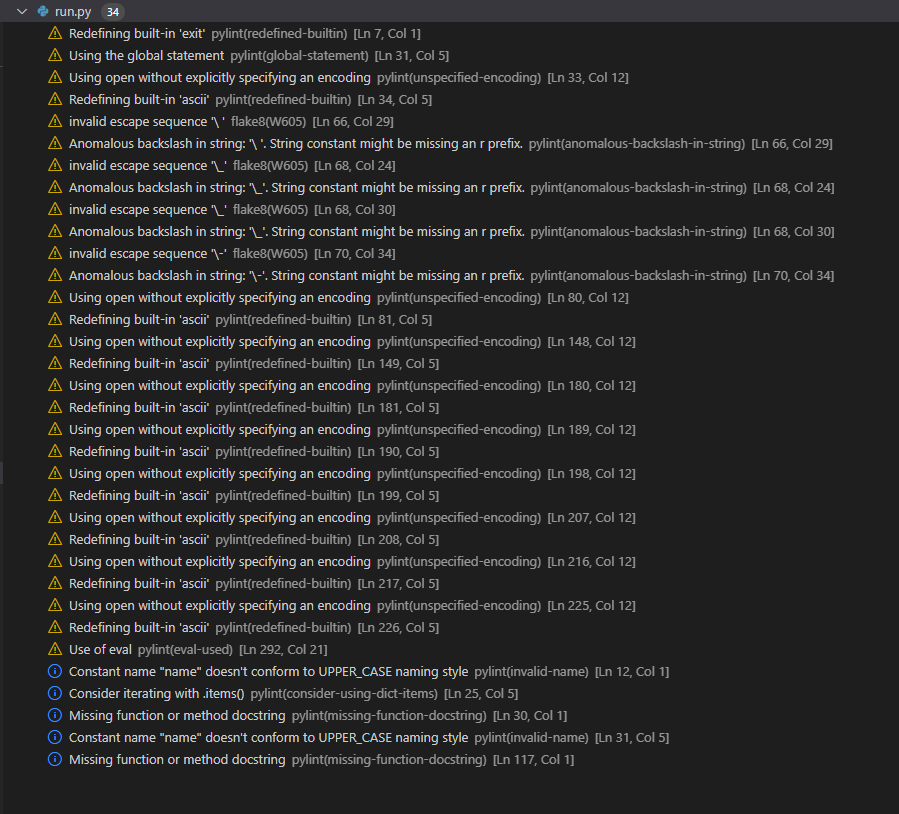 run.py 34
Redefining built-in 'exit' pylint(redefined-builtin) [Ln 7, Col 1]
Using the global statement pylint(global-statement) [Ln 31, Col 5]
Using open without explicitly specifying an encoding pylint(unspecified-encoding) [Ln 33, Col 12]
Redefining built-in 'ascii' pylint(redefined-builtin) [Ln 34, Col 5]
invalid escape sequence '\ ' flake8(W605) [Ln 66, Col 29]
Anomalous backslash in string: '\ '. String constant might be missing an r prefix. pylint(anomalous-backslash-in-string) [Ln 66, Col 29]
invalid escape sequence '\_' flake8(W605) [Ln 68, Col 24]
Anomalous backslash in string: '\_'. String constant might be missing an r prefix. pylint(anomalous-backslash-in-string) [Ln 68, Col 24]
invalid escape sequence '\_' flake8(W605) [Ln 68, Col 30]
Anomalous backslash in string: '\_'. String constant might be missing an r prefix. pylint(anomalous-backslash-in-string) [Ln 68, Col 30]
invalid escape sequence '\-' flake8(W605) [Ln 70, Col 34]
Anomalous backslash in string: '\-'. String constant might be missing an r prefix. pylint(anomalous-backslash-in-string) [Ln 70, Col 34]
Using open without explicitly specifying an encoding pylint(unspecified-encoding) [Ln 80, Col 12]
Redefining built-in 'ascii' pylint(redefined-builtin) [Ln 81, Col 5]
Using open without explicitly specifying an encoding pylint(unspecified-encoding) [Ln 148, Col 12]
Redefining built-in 'ascii' pylint(redefined-builtin) [Ln 149, Col 5]
Using open without explicitly specifying an encoding pylint(unspecified-encoding) [Ln 180, Col 12]
Redefining built-in 'ascii' pylint(redefined-builtin) [Ln 181, Col 5]
Using open without explicitly specifying an encoding pylint(unspecified-encoding) [Ln 189, Col 12]
Redefining built-in 'ascii' pylint(redefined-builtin) [Ln 190, Col 5]
Using open without explicitly specifying an encoding pylint(unspecified-encoding) [Ln 198, Col 12]
Redefining built-in 'ascii' pylint(redefined-builtin) [Ln 199, Col 5]
Using open without explicitly specifying an encoding pylint(unspecified-encoding) [Ln 207, Col 12]
Redefining built-in 'ascii' pylint(redefined-builtin) [Ln 208, Col 5]
Using open without explicitly specifying an encoding pylint(unspecified-encoding) [Ln 216, Col 12]
Redefining built-in 'ascii' pylint(redefined-builtin) [Ln 217, Col 5]
Using open without explicitly specifying an encoding pylint(unspecified-encoding) [Ln 225, Col 12]
Redefining built-in 'ascii' pylint(redefined-builtin) [Ln 226, Col 5]
Use of eval pylint(eval-used) [Ln 292, Col 21]
Constant name "name" doesn't conform to UPPER_CASE naming style pylint(invalid-name) [Ln 12, Col 1]
Consider iterating with .items() pylint(consider-using-dict-items) [Ln 25, Col 5]
Missing function or method docstring pylint(missing-function-docstring) [Ln 30, Col 1]
Constant name "name" doesn't conform to UPPER_CASE naming style pylint(invalid-name) [Ln 31, Col 5]
Missing function or method docstring pylint(missing-function-docstring) [Ln 117, Col 1]